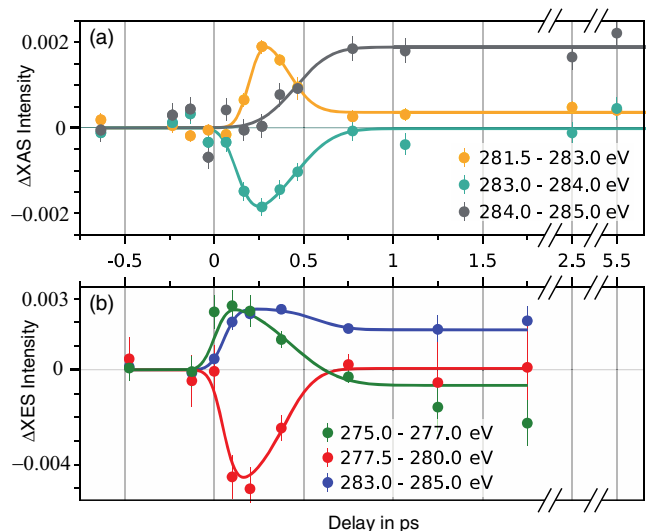 (a)
ΔXAS Intensity
0.002
0
−0.002
281.5 - 283.0 eV
283.0 - 284.0 eV
284.0 - 285.0 eV
-0.5 0 0.5 1 1.5 2.5 5.5
(b)
ΔXES Intensity
0.003
0
−0.004
275.0 - 277.0 eV
277.5 - 280.0 eV
283.0 - 285.0 eV
Delay in ps